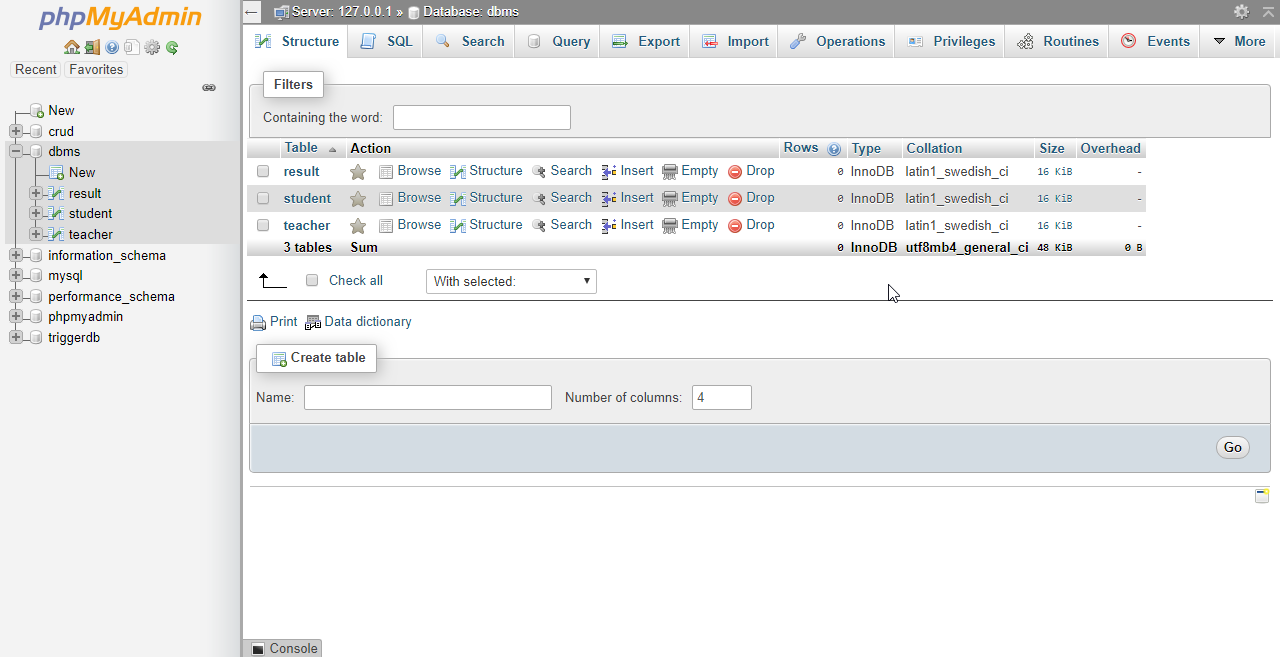 phpMyAdmin
Recent Favorites
New
crud
dbms
New
result
student
teacher
information_schema
mysql
performance_schema
phpmyadmin
triggerdb
Server: 127.0.0.1 » Database: dbms
Structure SQL Search Query Export Import Operations Privileges Routines Events More
Filters
Containing the word:
Table Action Rows Type Collation Size Overhead
result Browse Structure Search Insert Empty Drop 0 InnoDB latin1_swedish_ci 16 KiB -
student Browse Structure Search Insert Empty Drop 0 InnoDB latin1_swedish_ci 16 KiB -
teacher Browse Structure Search Insert Empty Drop 0 InnoDB latin1_swedish_ci 16 KiB -
3 tables Sum 0 InnoDB utf8mb4_general_ci 48 KiB 0 B
Check all With selected:
Print Data dictionary
Create table
Name: Number of columns: 4
Go
Console